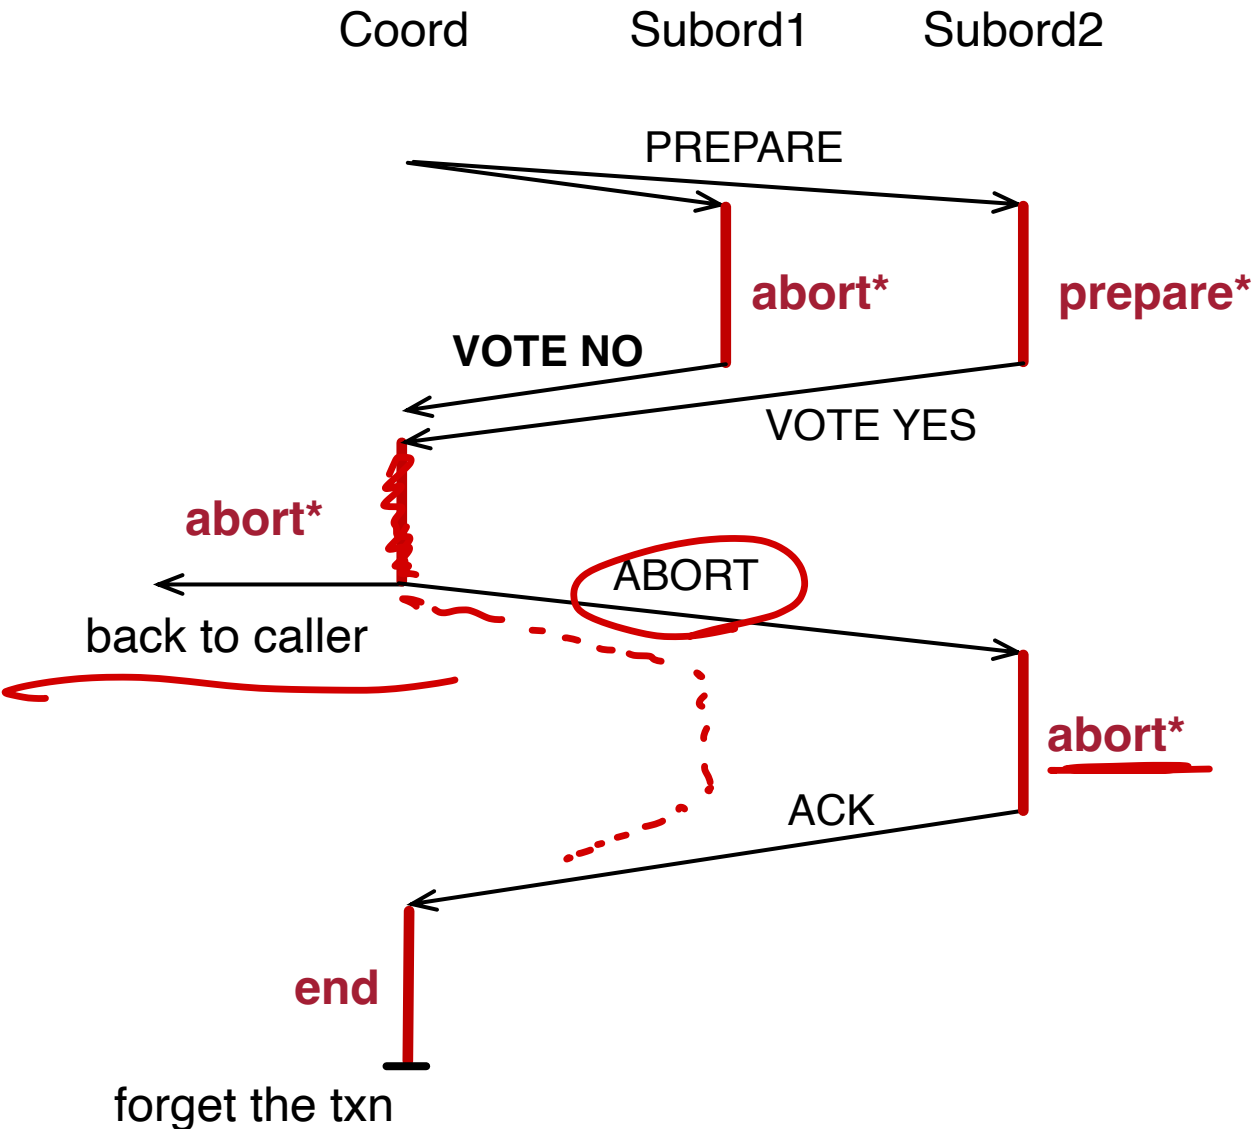 Coord Subord1 Subord2
PREPARE
abort* prepare*
VOTE NO
VOTE YES
abort*
ABORT
back to caller
abort*
ACK
end
forget the txn